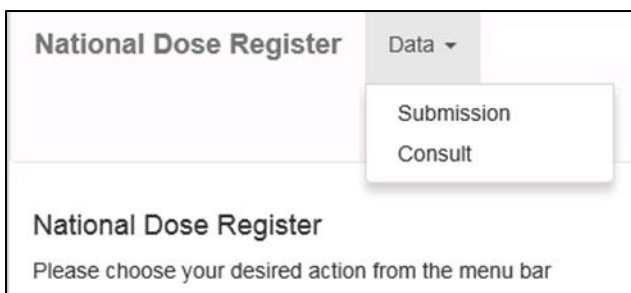 National Dose Register Data
Submission
Consult
National Dose Register
Please choose your desired action from the menu bar